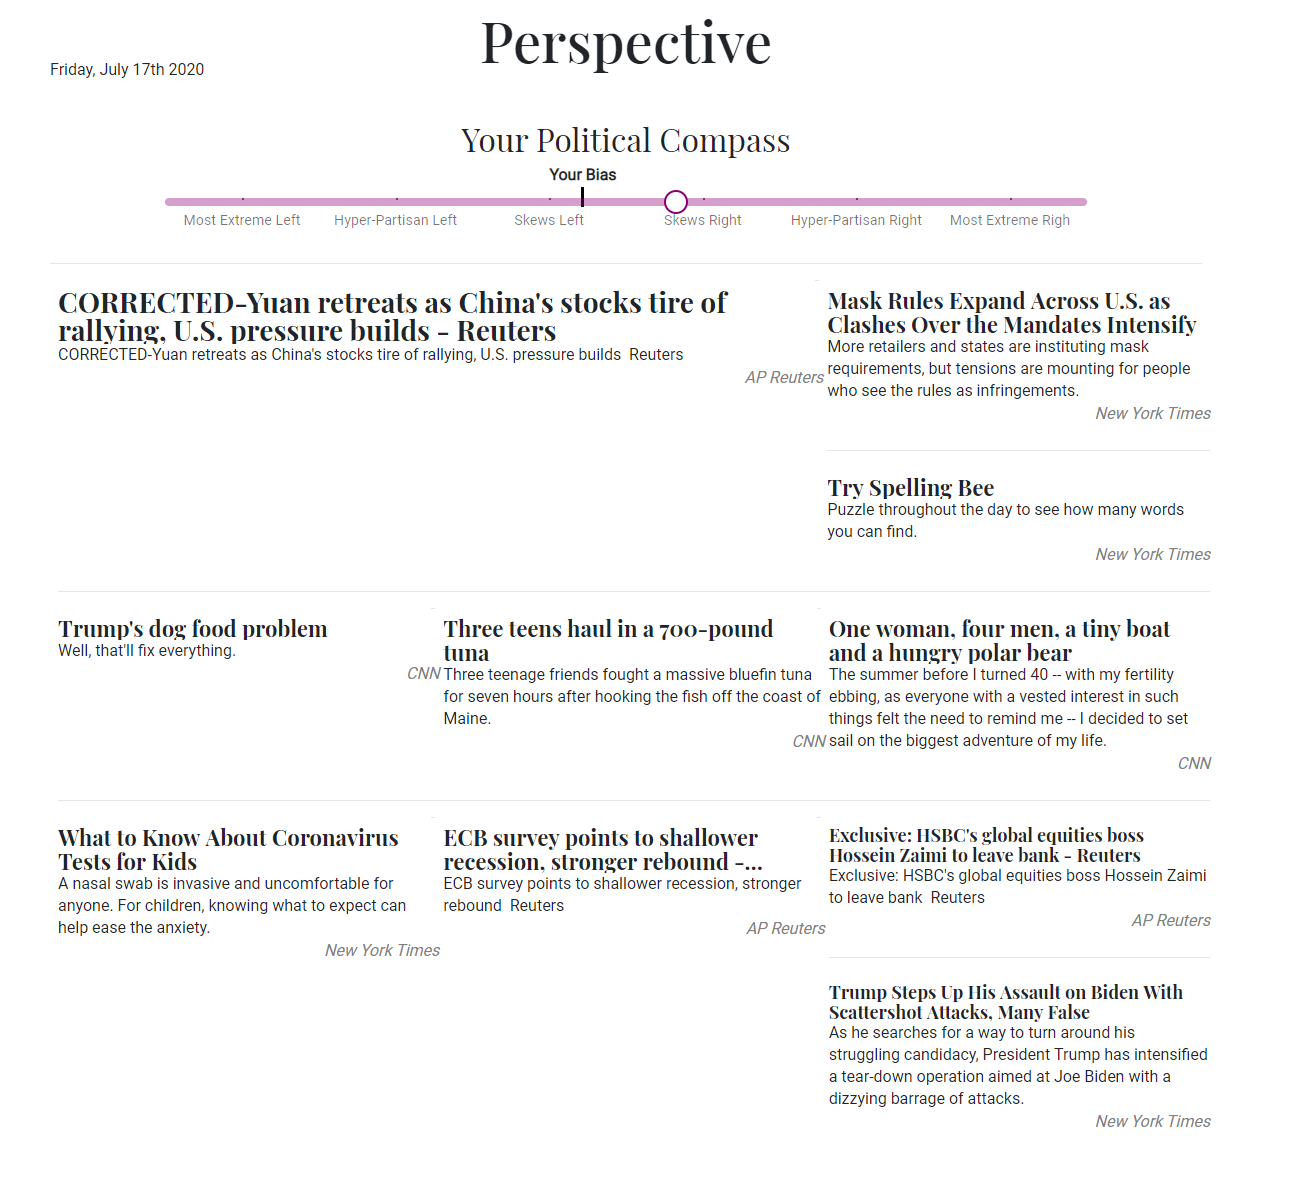 Perspective
Friday, July 17th 2020
Your Political Compass
Your Bias
Most Extreme Left
Hyper-Partisan Left
Skews Left
Skews Right
Hyper-Partisan Right
Most Extreme Righ
CORRECTED-Yuan retreats as China's stocks tire of
rallying, U.S. pressure builds - Reuters
CORRECTED-Yuan retreats as China's stocks tire of rallying, U.S. pressure builds  Reuters
AP Reuters
Mask Rules Expand Across U.S. as
Clashes Over the Mandates Intensify
More retailers and states are instituting mask
requirements, but tensions are mounting for people
who see the rules as infringements.
New York Times
Try Spelling Bee
Puzzle throughout the day to see how many words
you can find.
New York Times
Trump's dog food problem
Well, that'll fix everything.
CNN
Three teens haul in a 700-pound
tuna
Three teenage friends fought a massive bluefin tuna
for seven hours after hooking the fish off the coast of
Maine.
CNN
One woman, four men, a tiny boat
and a hungry polar bear
The summer before I turned 40 -- with my fertility
ebbing, as everyone with a vested interest in such
things felt the need to remind me -- I decided to set
sail on the biggest adventure of my life.
CNN
What to Know About Coronavirus
Tests for Kids
A nasal swab is invasive and uncomfortable for
anyone. For children, knowing what to expect can
help ease the anxiety.
New York Times
ECB survey points to shallower
recession, stronger rebound -...
ECB survey points to shallower recession, stronger
rebound  Reuters
AP Reuters
Exclusive: HSBC's global equities boss
Hossein Zaimi to leave bank - Reuters
Exclusive: HSBC's global equities boss Hossein Zaimi
to leave bank  Reuters
AP Reuters
Trump Steps Up His Assault on Biden With
Scattershot Attacks, Many False
As he searches for a way to turn around his
struggling candidacy, President Trump has intensified
a tear-down operation aimed at Joe Biden with a
dizzying barrage of attacks.
New York Times